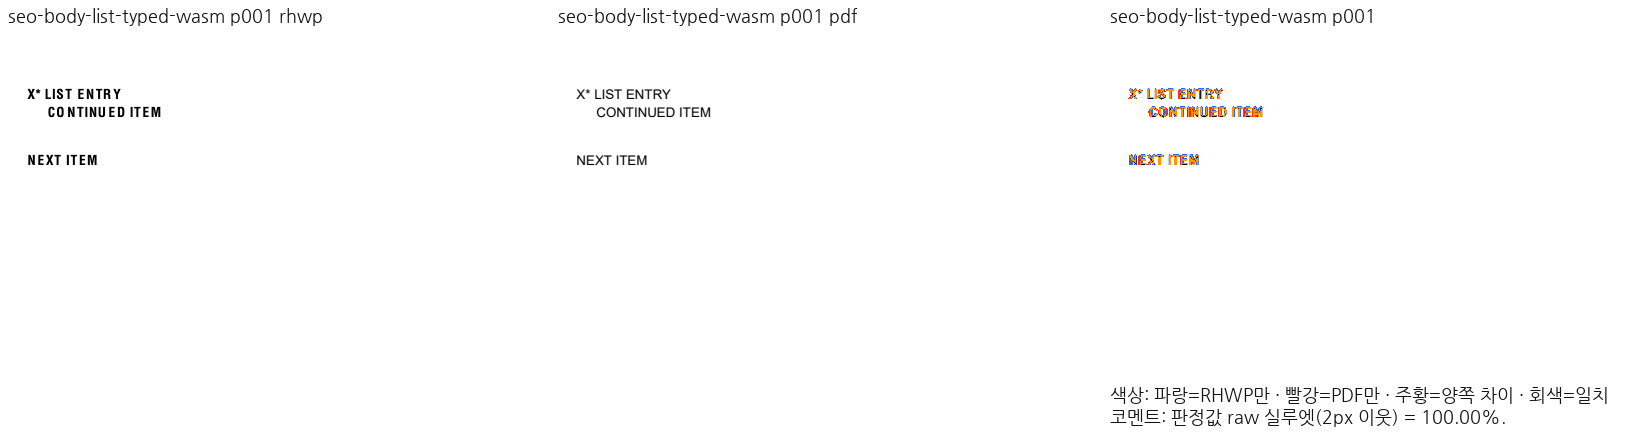 seo-body-list-typed-wasm p001 rhwp
X* LIST ENTRY
CONTINUED ITEM
NEXT ITEM
seo-body-list-typed-wasm p001 pdf
X* LIST ENTRY
CONTINUED ITEM
NEXT ITEM
seo-body-list-typed-wasm p001
X* LIST ENTRY
CONTINUED ITEM
NEXT ITEM
색상: 파랑=RHWP만 · 빨강=PDF만 · 주황=양쪽 차이 · 회색=일치
코멘트: 판정값 raw 실루엣(2px 이웃) = 100.00%.